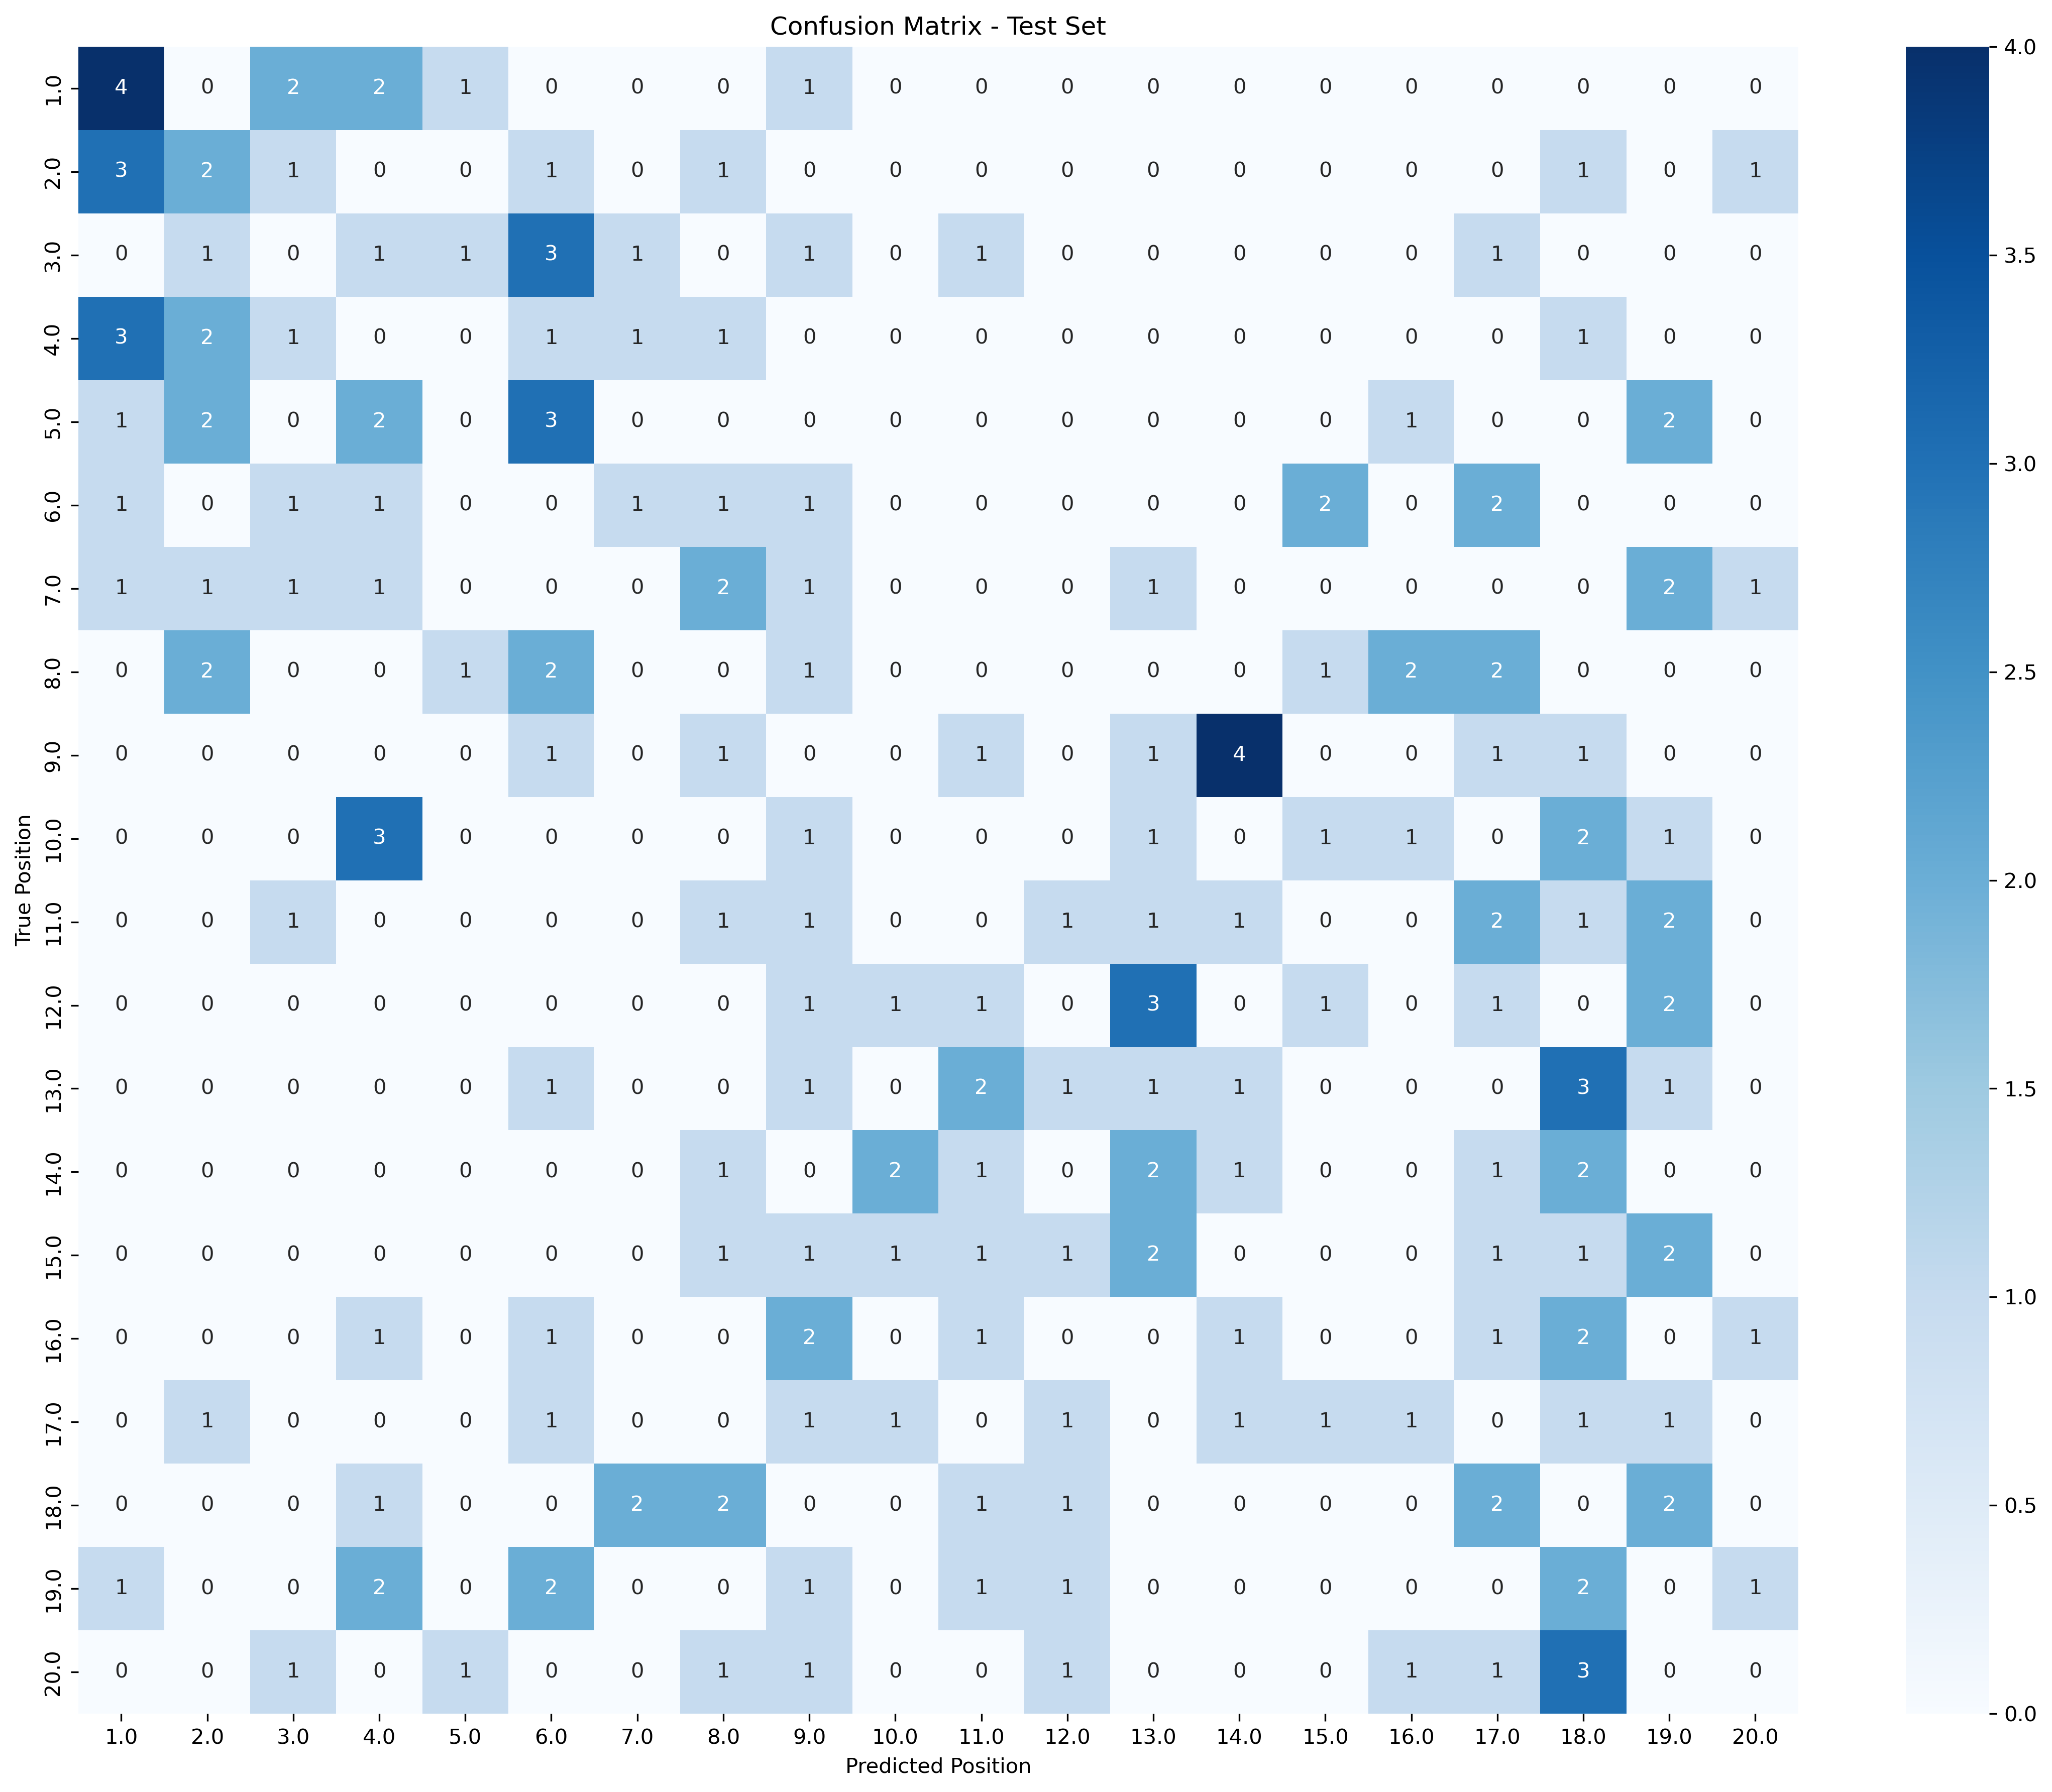 Confusion Matrix - Test Set
1.0 4 0 2 2 1 0 0 0 1 0 0 0 0 0 0 0 0 0 0 0
2.0 3 2 1 0 0 1 0 1 0 0 0 0 0 0 0 0 0 1 0 1
3.0 0 1 0 1 1 3 1 0 1 0 1 0 0 0 0 0 1 0 0 0
4.0 3 2 1 0 0 1 1 1 0 0 0 0 0 0 0 0 0 1 0 0
5.0 1 2 0 2 0 3 0 0 0 0 0 0 0 0 0 1 0 0 2 0
6.0 1 0 1 1 0 0 1 1 1 0 0 0 0 0 2 0 2 0 0 0
7.0 1 1 1 1 0 0 0 2 1 0 0 0 1 0 0 0 0 0 2 1
8.0 0 2 0 0 1 2 0 0 1 0 0 0 0 0 1 2 2 0 0 0
9.0 0 0 0 0 0 1 0 1 0 0 1 0 1 4 0 0 1 1 0 0
10.0 0 0 0 3 0 0 0 0 1 0 0 0 1 0 1 1 0 2 1 0
11.0 0 0 1 0 0 0 0 1 1 0 0 1 1 1 0 0 2 1 2 0
12.0 0 0 0 0 0 0 0 0 1 1 1 0 3 0 1 0 1 0 2 0
13.0 0 0 0 0 0 1 0 0 1 0 2 1 1 1 0 0 0 3 1 0
14.0 0 0 0 0 0 0 0 1 0 2 1 0 2 1 0 0 1 2 0 0
15.0 0 0 0 0 0 0 0 1 1 1 1 1 2 0 0 0 1 1 2 0
16.0 0 0 0 1 0 1 0 0 2 0 1 0 0 1 0 0 1 2 0 1
17.0 0 1 0 0 0 1 0 0 1 1 0 1 0 1 1 1 0 1 1 0
18.0 0 0 0 1 0 0 2 2 0 0 1 1 0 0 0 0 2 0 2 0
19.0 1 0 0 2 0 2 0 0 1 0 1 1 0 0 0 0 0 2 0 1
20.0 0 0 1 0 1 0 0 1 1 0 0 1 0 0 0 1 1 3 0 0
1.0 2.0 3.0 4.0 5.0 6.0 7.0 8.0 9.0 10.0 11.0 12.0 13.0 14.0 15.0 16.0 17.0 18.0 19.0 20.0
Predicted Position
True Position
4.0
3.5
3.0
2.5
2.0
1.5
1.0
0.5
0.0